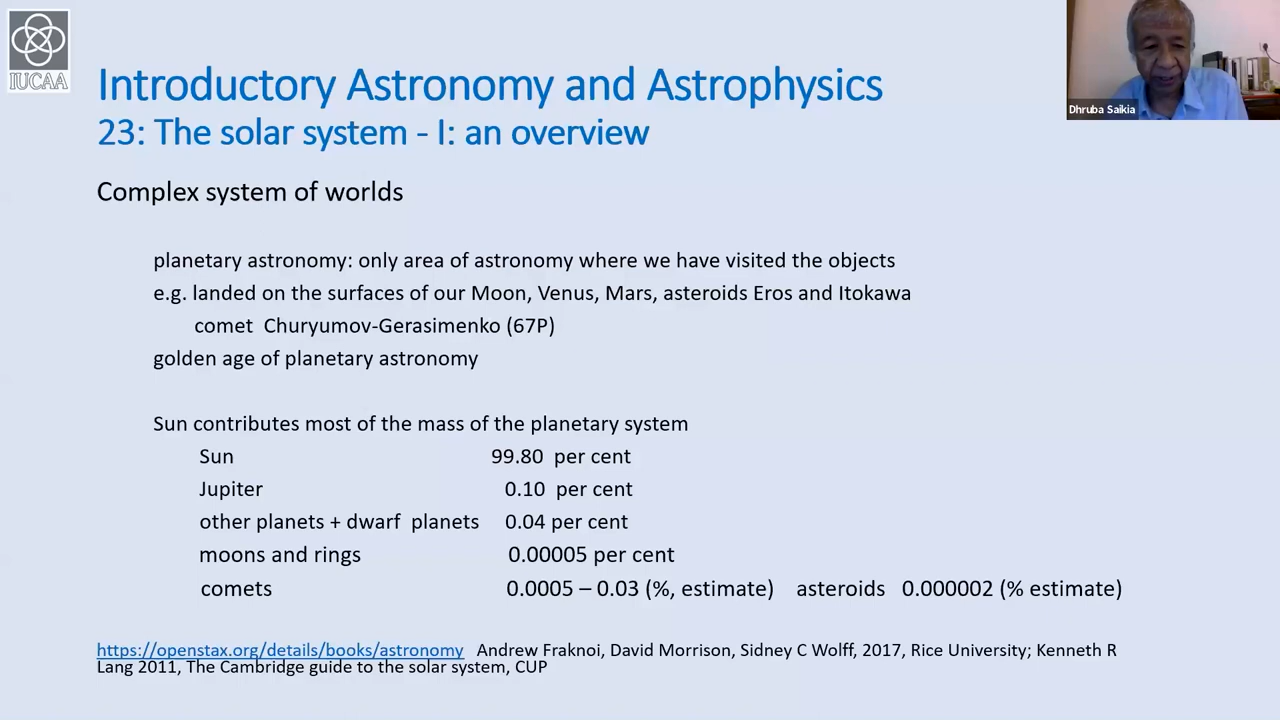 IUCAA
Introductory Astronomy and Astrophysics
23: The solar system - I: an overview
Dhruba Saikia
Complex system of worlds
planetary astronomy: only area of astronomy where we have visited the objects
e.g. landed on the surfaces of our Moon, Venus, Mars, asteroids Eros and Itokawa
comet Churyumov-Gerasimenko (67P)
golden age of planetary astronomy
Sun contributes most of the mass of the planetary system
Sun 99.80 per cent
Jupiter 0.10 per cent
other planets + dwarf planets 0.04 per cent
moons and rings 0.00005 per cent
comets 0.0005 – 0.03 (%, estimate) asteroids 0.000002 (% estimate)
https://openstax.org/details/books/astronomy Andrew Fraknoi, David Morrison, Sidney C Wolff, 2017, Rice University; Kenneth R
Lang 2011, The Cambridge guide to the solar system, CUP